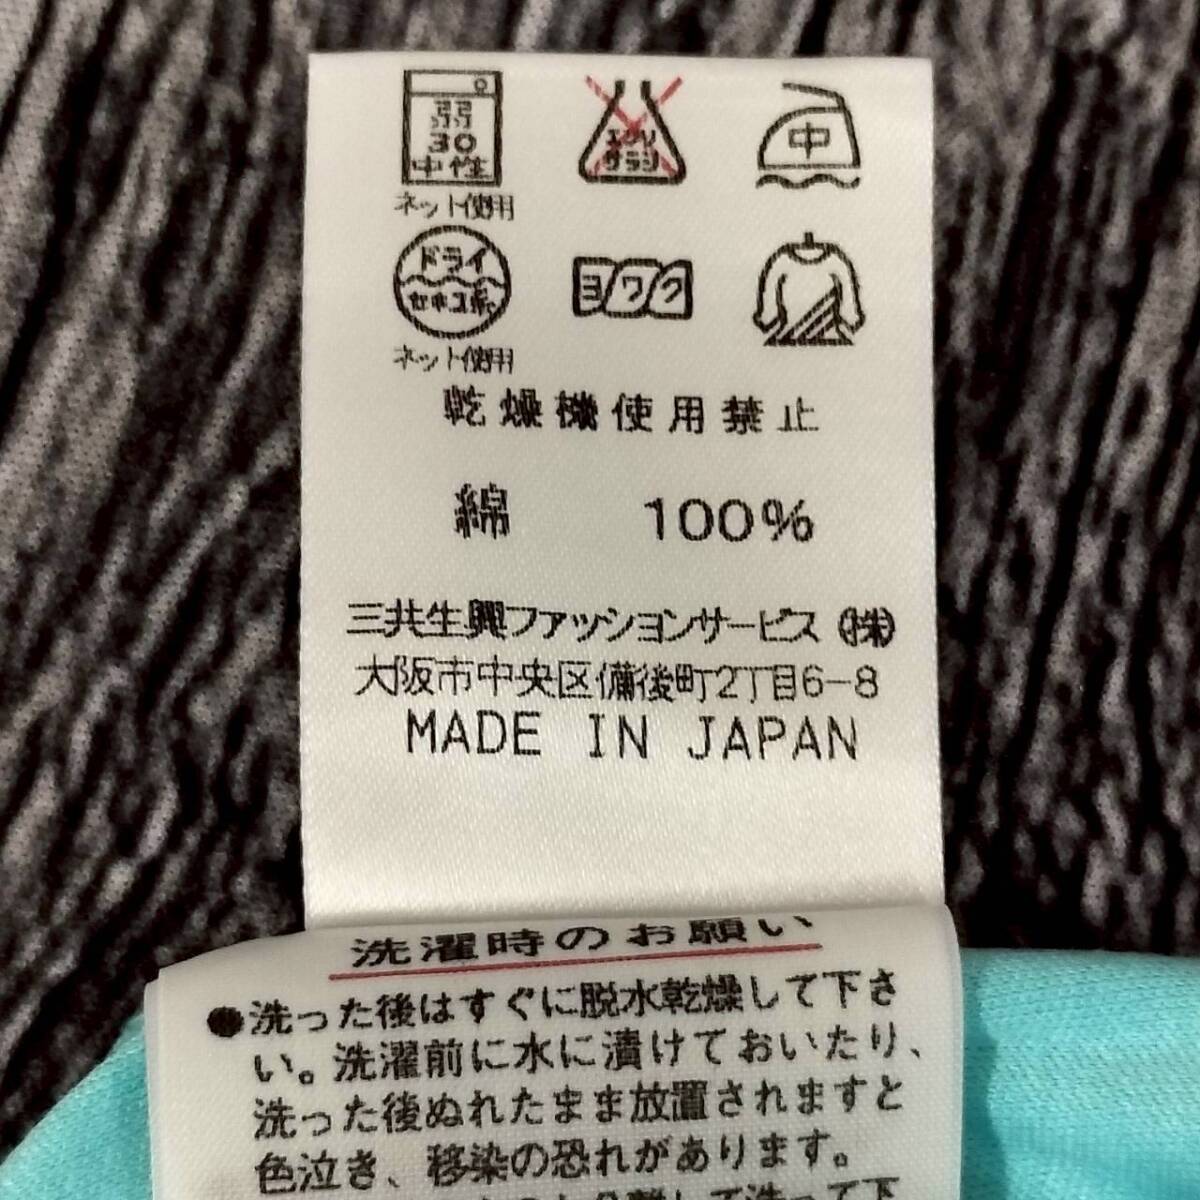 弱
30
中性
エンソ
サラシ
中
ネット使用
ドライ
セキユ系
ヨワク
ネット使用
乾燥機使用禁止
綿 100%
三共生興ファッションサービス ㈱
大阪市中央区備後町2丁目6-8
MADE IN JAPAN
洗濯時のお願い
●洗った後はすぐに脱水乾燥して下さ
い。洗濯前に水に漬けておいたり、
洗った後ぬれたまま放置されますと
色泣き、移染の恐れがあります。